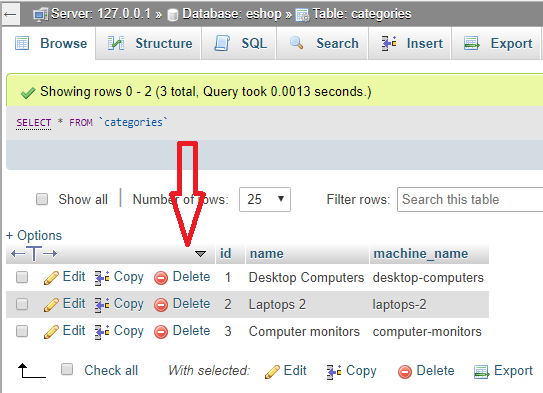 Server: 127.0.0.1 » Database: eshop » Table: categories
Browse Structure SQL Search Insert Export
Showing rows 0 - 2 (3 total, Query took 0.0013 seconds.)
SELECT * FROM `categories`
Show all Number of rows: 25 Filter rows: Search this table
+ Options
id name machine_name
Edit Copy Delete 1 Desktop Computers desktop-computers
Edit Copy Delete 2 Laptops 2 laptops-2
Edit Copy Delete 3 Computer monitors computer-monitors
Check all With selected: Edit Copy Delete Export